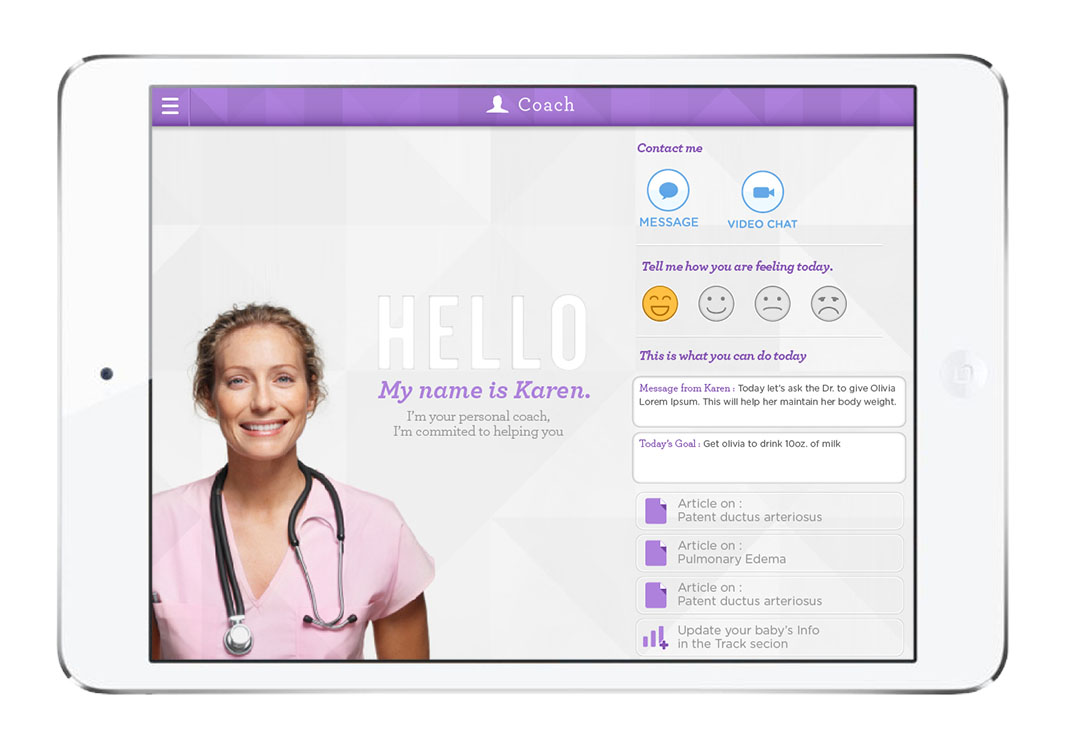 Coach
HELLO
My name is Karen.
I'm your personal coach,
I'm commited to helping you
Contact me
MESSAGE
VIDEO CHAT
Tell me how you are feeling today.
This is what you can do today
Message from Karen : Today let's ask the Dr. to give Olivia
Lorem Ipsum. This will help her maintain her body weight.
Today's Goal : Get olivia to drink 10oz. of milk
Article on :
Patent ductus arteriosus
Article on :
Pulmonary Edema
Article on :
Patent ductus arteriosus
Update your baby's Info
in the Track secion